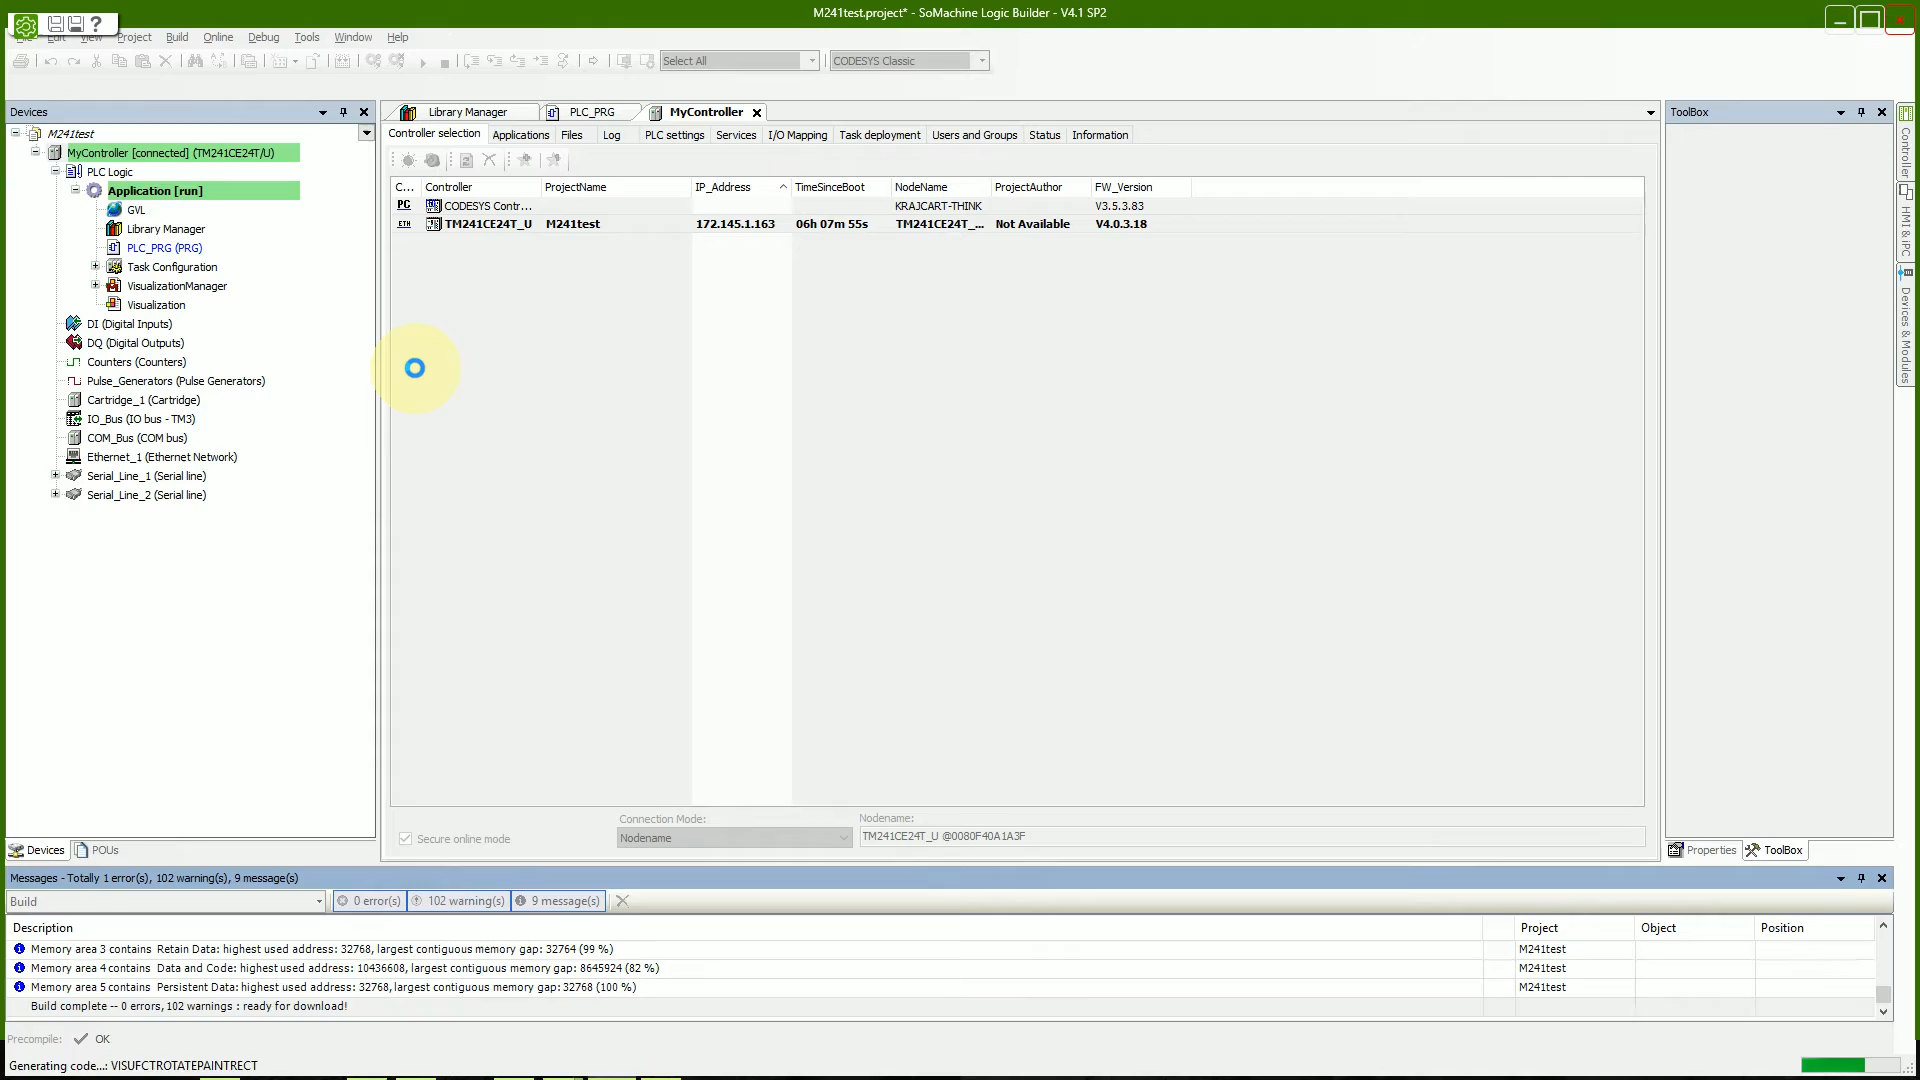 M241test.project* - SoMachine Logic Builder - V4.1 SP2
Edit View Project Build Online Debug Tools Window Help
Select All CODESYS Classic
Devices
M241test
MyController [connected] (TM241CE24T/U)
PLC Logic
Application [run]
GVL
Library Manager
PLC_PRG (PRG)
Task Configuration
VisualizationManager
Visualization
DI (Digital Inputs)
DQ (Digital Outputs)
Counters (Counters)
Pulse_Generators (Pulse Generators)
Cartridge_1 (Cartridge)
IO_Bus (IO bus - TM3)
COM_Bus (COM bus)
Ethernet_1 (Ethernet Network)
Serial_Line_1 (Serial line)
Serial_Line_2 (Serial line)
Devices POUs
Library Manager PLC_PRG MyController
Controller selection Applications Files Log PLC settings Services I/O Mapping Task deployment Users and Groups Status Information
C... Controller ProjectName IP_Address TimeSinceBoot NodeName ProjectAuthor FW_Version
PC CODESYS Contr... KRAJCART-THINK V3.5.3.83
ETH TM241CE24T_U M241test 172.145.1.163 06h 07m 55s TM241CE24T_... Not Available V4.0.3.18
Connection Mode: Nodename:
Secure online mode Nodename TM241CE24T_U @0080F40A1A3F
ToolBox
Controller
HMI & iPC
Devices & Modules
Properties ToolBox
Messages - Totally 1 error(s), 102 warning(s), 9 message(s)
Build 0 error(s) 102 warning(s) 9 message(s)
Description Project Object Position
Memory area 3 contains Retain Data: highest used address: 32768, largest contiguous memory gap: 32764 (99 %) M241test
Memory area 4 contains Data and Code: highest used address: 10436608, largest contiguous memory gap: 8645924 (82 %) M241test
Memory area 5 contains Persistent Data: highest used address: 32768, largest contiguous memory gap: 32768 (100 %) M241test
Build complete -- 0 errors, 102 warnings : ready for download!
Precompile: OK
Generating code...: VISUFCTROTATEPAINTRECT